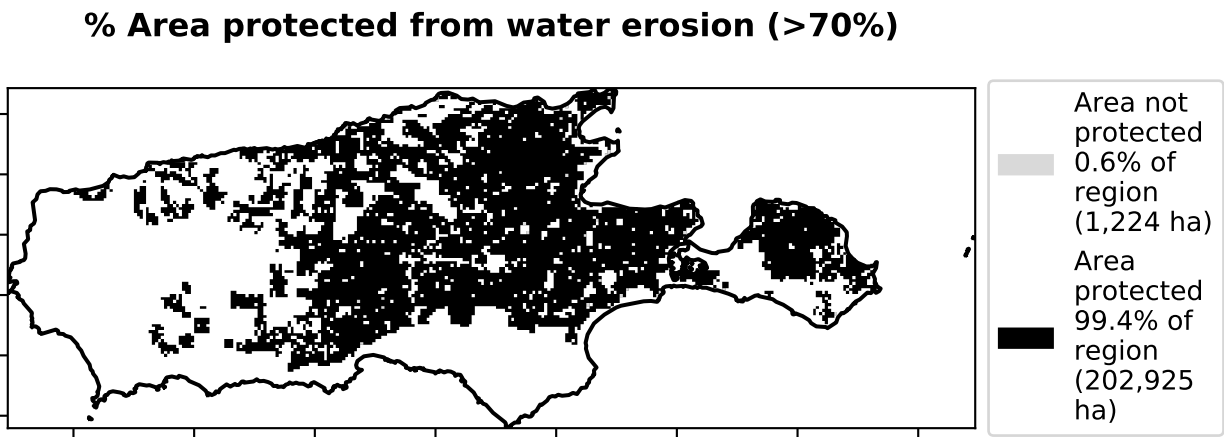 % Area protected from water erosion (>70%)
Area not
protected
0.6% of
region
(1,224 ha)
Area
protected
99.4% of
region
(202,925
ha)